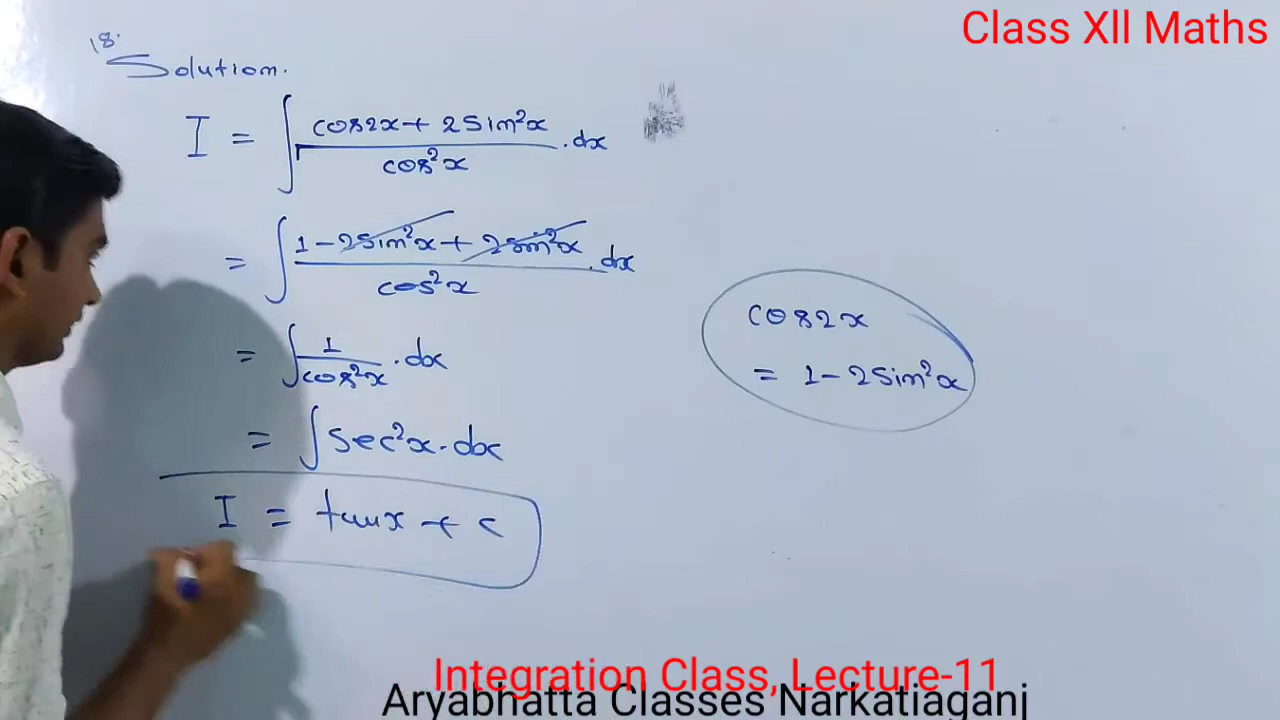 Class Xll Maths
18.
Solution.
I = ∫ (cos2x + 2Sin²x)/(cos²x) .dx
= ∫ (1 - 2Sin²x + 2Sin²x)/(cos²x) .dx
= ∫ 1/(cos²x) .dx
= ∫ Sec²x.dx
I = tanx + c
cos2x
= 1 - 2Sin²x
Integration Class, Lecture-11
Aryabhatta Classes Narkatiaganj